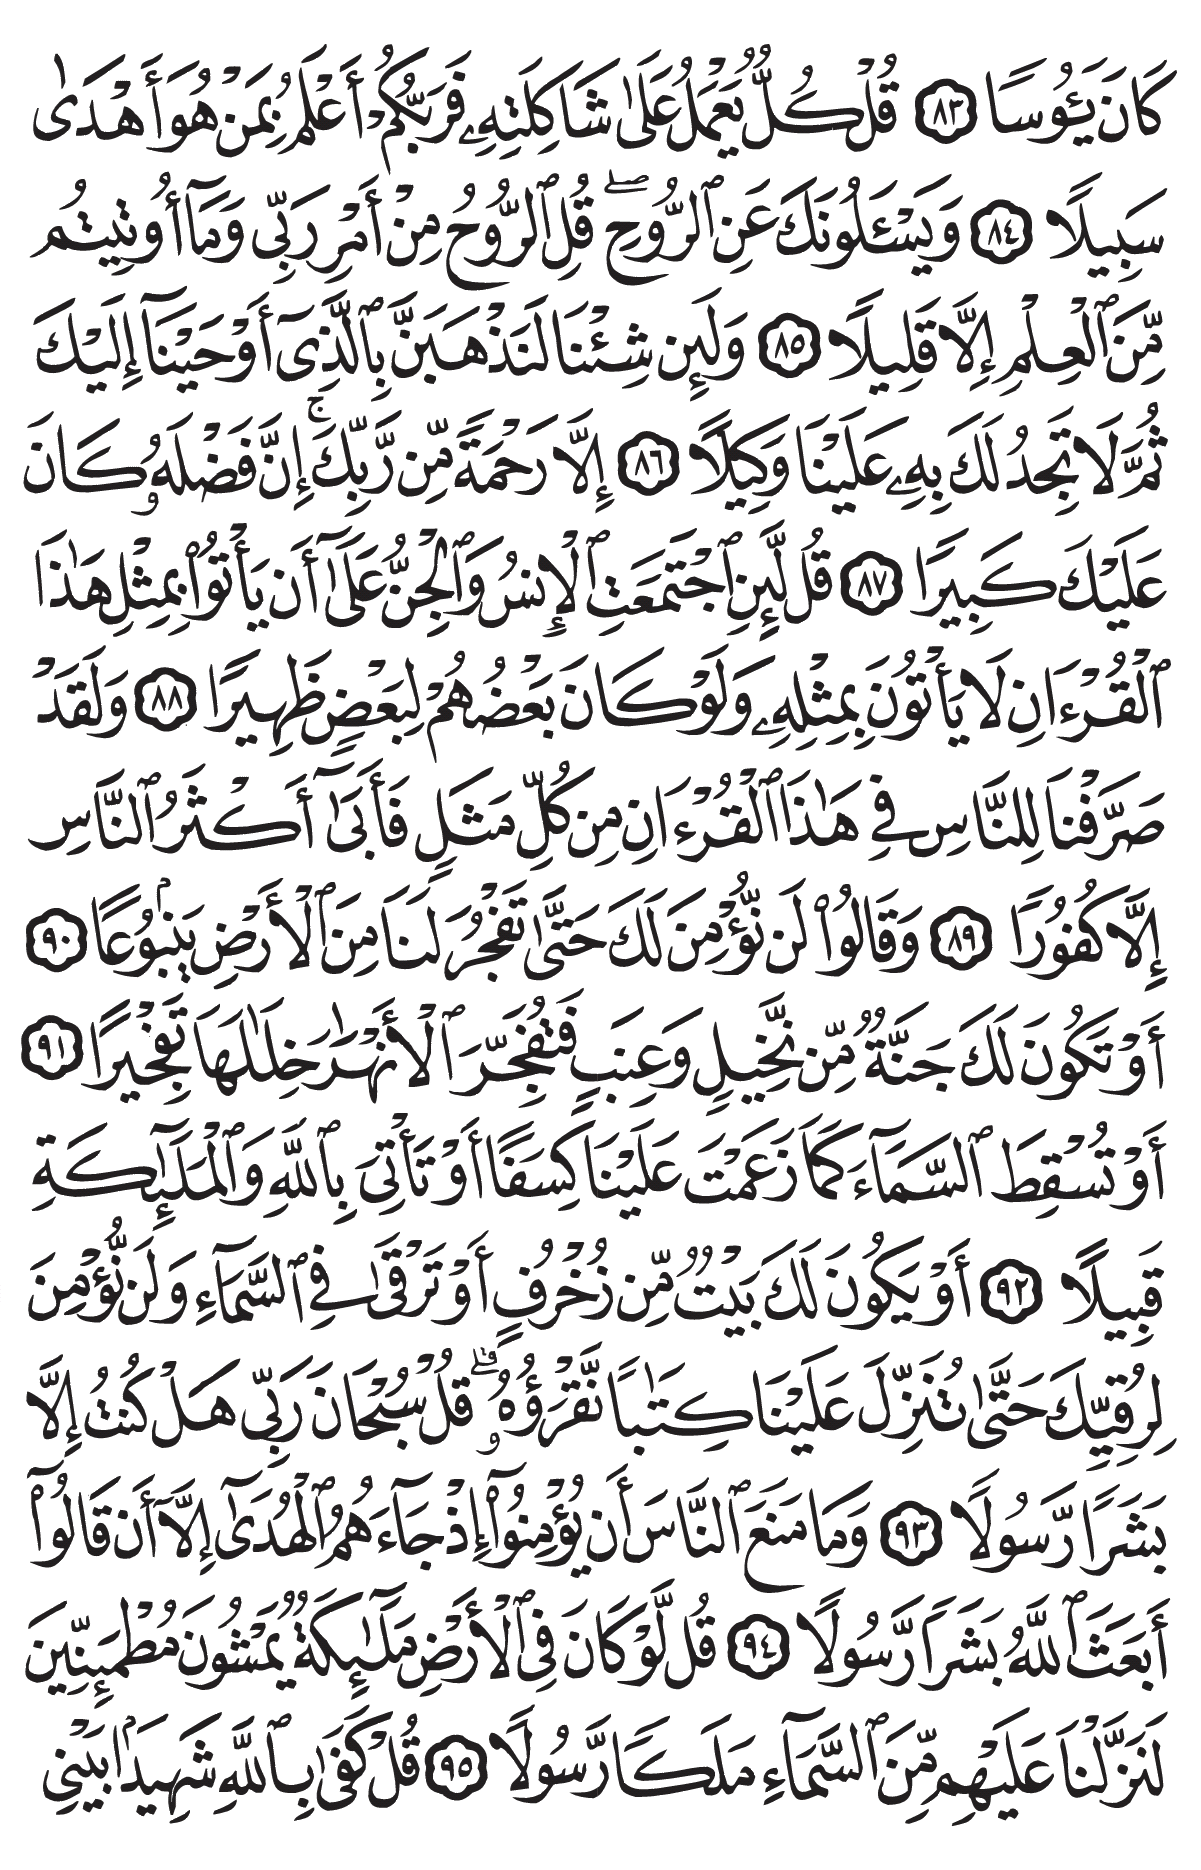 كَانَ يَـُٔوسًا ٨٣ قُلۡ كُلّٞ يَعۡمَلُ عَلَىٰ شَاكِلَتِهِۦ فَرَبُّكُمۡ أَعۡلَمُ بِمَنۡ هُوَ أَهۡدَىٰ
سَبِيلٗا ٨٤ وَيَسۡـَٔلُونَكَ عَنِ ٱلرُّوحِۖ قُلِ ٱلرُّوحُ مِنۡ أَمۡرِ رَبِّي وَمَآ أُوتِيتُم
مِّنَ ٱلۡعِلۡمِ إِلَّا قَلِيلٗا ٨٥ وَلَئِن شِئۡنَا لَنَذۡهَبَنَّ بِٱلَّذِيٓ أَوۡحَيۡنَآ إِلَيۡكَ
ثُمَّ لَا تَجِدُ لَكَ بِهِۦ عَلَيۡنَا وَكِيلًا ٨٦ إِلَّا رَحۡمَةٗ مِّن رَّبِّكَۚ إِنَّ فَضۡلَهُۥ كَانَ
عَلَيۡكَ كَبِيرٗا ٨٧ قُل لَّئِنِ ٱجۡتَمَعَتِ ٱلۡإِنسُ وَٱلۡجِنُّ عَلَىٰٓ أَن يَأۡتُواْ بِمِثۡلِ هَٰذَا
ٱلۡقُرۡءَانِ لَا يَأۡتُونَ بِمِثۡلِهِۦ وَلَوۡ كَانَ بَعۡضُهُمۡ لِبَعۡضٖ ظَهِيرٗا ٨٨ وَلَقَدۡ
صَرَّفۡنَا لِلنَّاسِ فِي هَٰذَا ٱلۡقُرۡءَانِ مِن كُلِّ مَثَلٖ فَأَبَىٰٓ أَكۡثَرُ ٱلنَّاسِ
إِلَّا كُفُورٗا ٨٩ وَقَالُواْ لَن نُّؤۡمِنَ لَكَ حَتَّىٰ تَفۡجُرَ لَنَا مِنَ ٱلۡأَرۡضِ يَنۢبُوعًا ٩٠
أَوۡ تَكُونَ لَكَ جَنَّةٞ مِّن نَّخِيلٖ وَعِنَبٖ فَتُفَجِّرَ ٱلۡأَنۡهَٰرَ خِلَٰلَهَا تَفۡجِيرًا ٩١
أَوۡ تُسۡقِطَ ٱلسَّمَآءَ كَمَا زَعَمۡتَ عَلَيۡنَا كِسَفًا أَوۡ تَأۡتِيَ بِٱللَّهِ وَٱلۡمَلَٰٓئِكَةِ
قَبِيلًا ٩٢ أَوۡ يَكُونَ لَكَ بَيۡتٞ مِّن زُخۡرُفٍ أَوۡ تَرۡقَىٰ فِي ٱلسَّمَآءِ وَلَن نُّؤۡمِنَ
لِرُقِيِّكَ حَتَّىٰ تُنَزِّلَ عَلَيۡنَا كِتَٰبٗا نَّقۡرَؤُهُۥۗ قُلۡ سُبۡحَانَ رَبِّي هَلۡ كُنتُ إِلَّا
بَشَرٗا رَّسُولٗا ٩٣ وَمَا مَنَعَ ٱلنَّاسَ أَن يُؤۡمِنُوٓاْ إِذۡ جَآءَهُمُ ٱلۡهُدَىٰٓ إِلَّآ أَن قَالُوٓاْ
أَبَعَثَ ٱللَّهُ بَشَرٗا رَّسُولٗا ٩٤ قُل لَّوۡ كَانَ فِي ٱلۡأَرۡضِ مَلَٰٓئِكَةٞ يَمۡشُونَ مُطۡمَئِنِّينَ
لَنَزَّلۡنَا عَلَيۡهِم مِّنَ ٱلسَّمَآءِ مَلَكٗا رَّسُولٗا ٩٥ قُلۡ كَفَىٰ بِٱللَّهِ شَهِيدَۢا بَيۡنِي